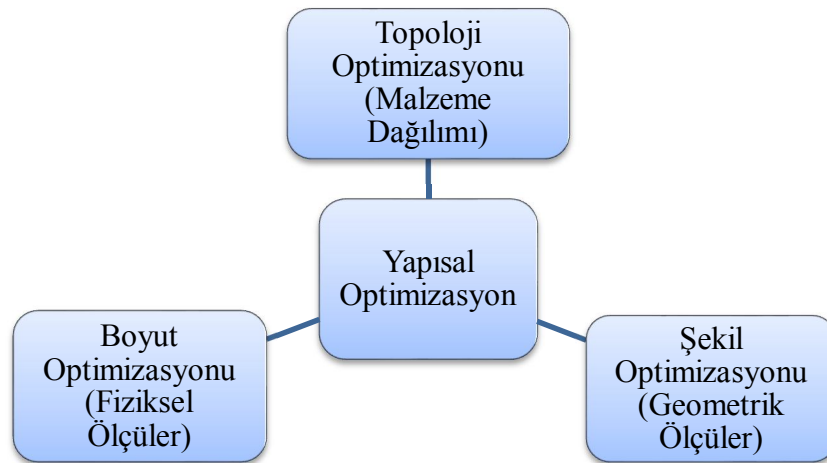 Topoloji
Optimizasyonu
(Malzeme
Dağılımı)
Yapısal
Optimizasyon
Boyut
Optimizasyonu
(Fiziksel
Ölçüler)
Şekil
Optimizasyonu
(Geometrik
Ölçüler)